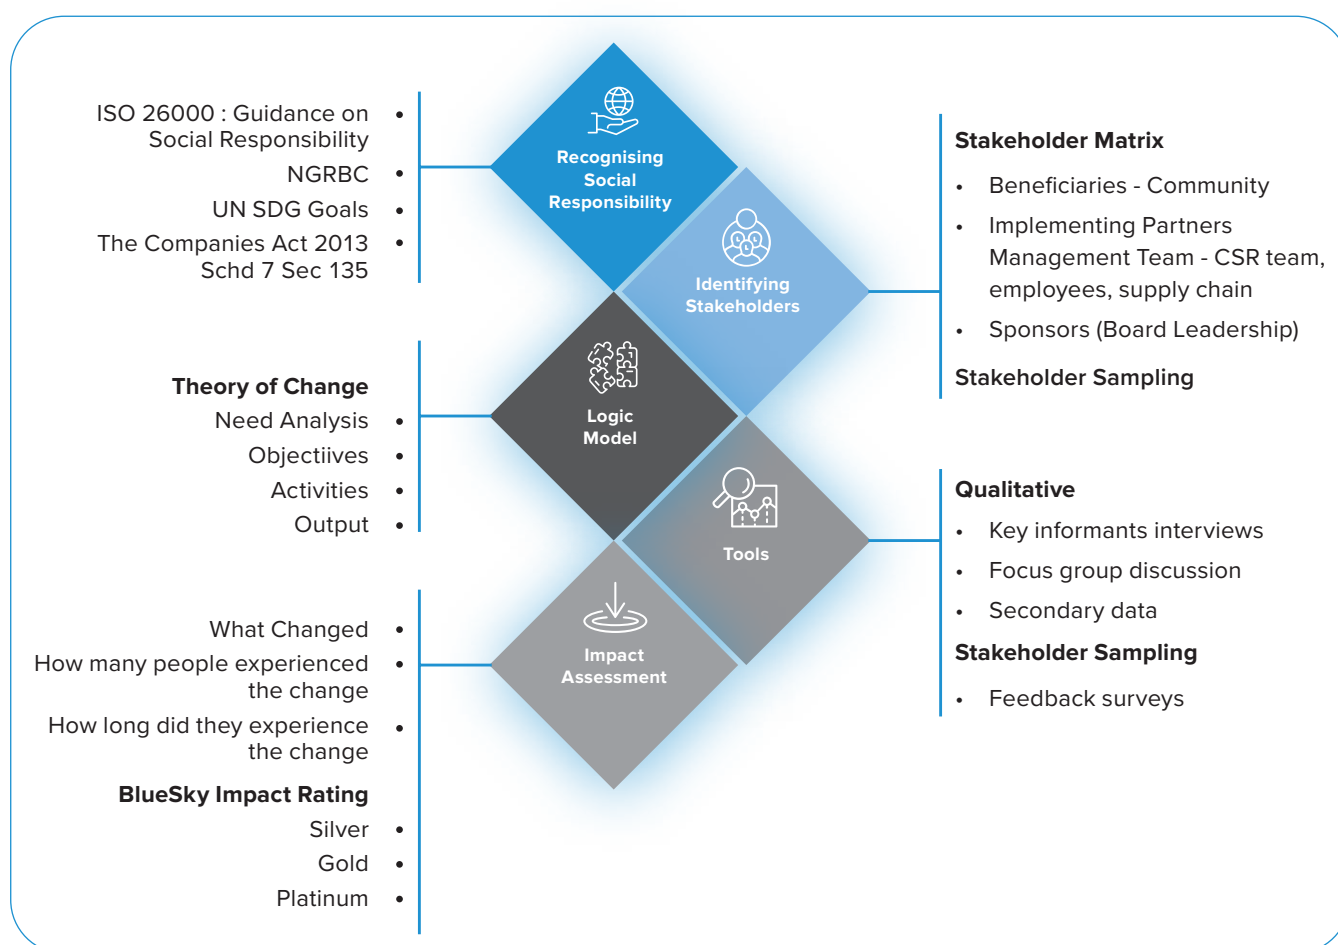 Recognising
Social
Responsibility
ISO 26000 : Guidance on
Social Responsibility
NGRBC
UN SDG Goals
The Companies Act 2013
Schd 7 Sec 135
Identifying
Stakeholders
Stakeholder Matrix
• Beneficiaries - Community
• Implementing Partners
Management Team - CSR team,
employees, supply chain
• Sponsors (Board Leadership)
Stakeholder Sampling
Logic
Model
Theory of Change
Need Analysis
Objectiives
Activities
Output
Tools
Qualitative
• Key informants interviews
• Focus group discussion
• Secondary data
Stakeholder Sampling
• Feedback surveys
Impact
Assessment
What Changed
How many people experienced
the change
How long did they experience
the change
BlueSky Impact Rating
Silver
Gold
Platinum